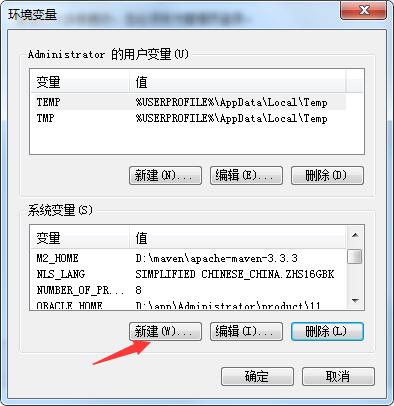 环境变量
Administrator 的用户变量(U)
变量 值
TEMP %USERPROFILE%\AppData\Local\Temp
TMP %USERPROFILE%\AppData\Local\Temp
新建(N)... 编辑(E)... 删除(D)
系统变量(S)
变量 值
M2_HOME D:\maven\apache-maven-3.3.3
NLS_LANG SIMPLIFIED CHINESE_CHINA.ZHS16GBK
NUMBER_OF_PR... 8
ORACLE_HOME D:\app\Administrator\product\11
新建(W)... 编辑(I)... 删除(L)
确定 取消